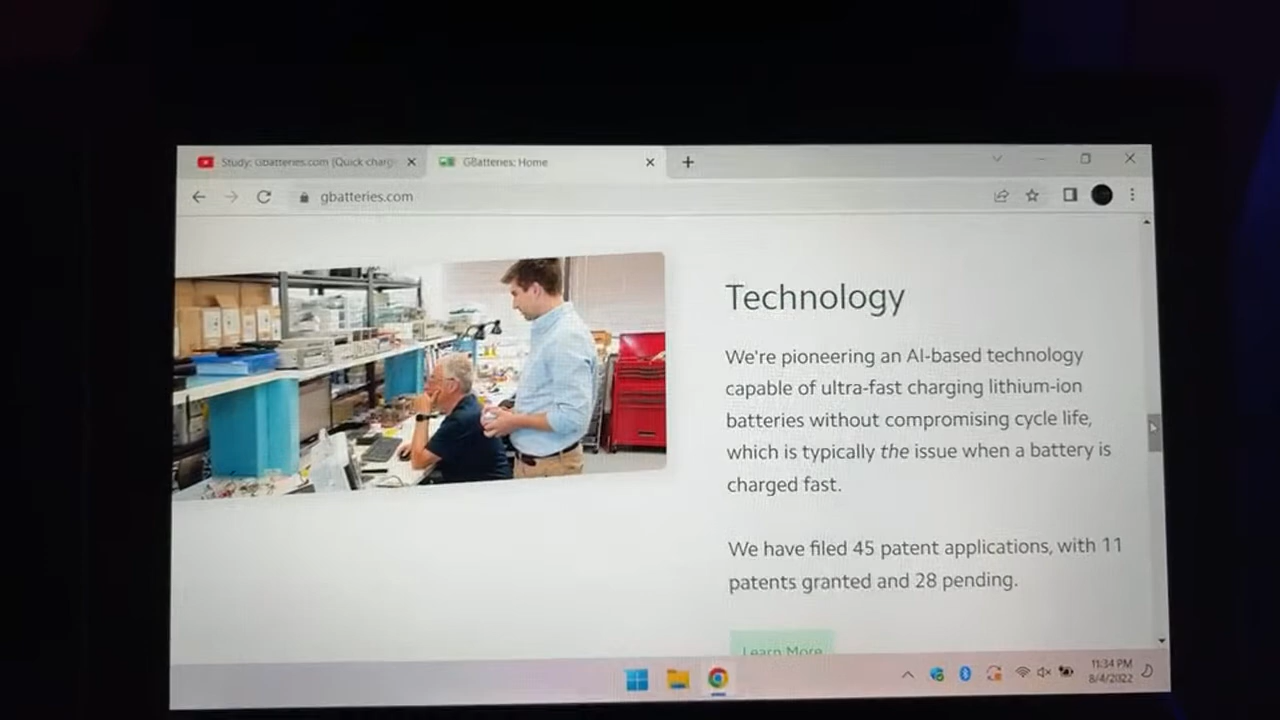 Study: Gbatteries.com (Quick charg
GBatteries: Home
gbatteries.com
Technology
We're pioneering an AI-based technology
capable of ultra-fast charging lithium-ion
batteries without compromising cycle life,
which is typically the issue when a battery is
charged fast.
We have filed 45 patent applications, with 11
patents granted and 28 pending.
Learn More
11:34 PM
8/4/2022